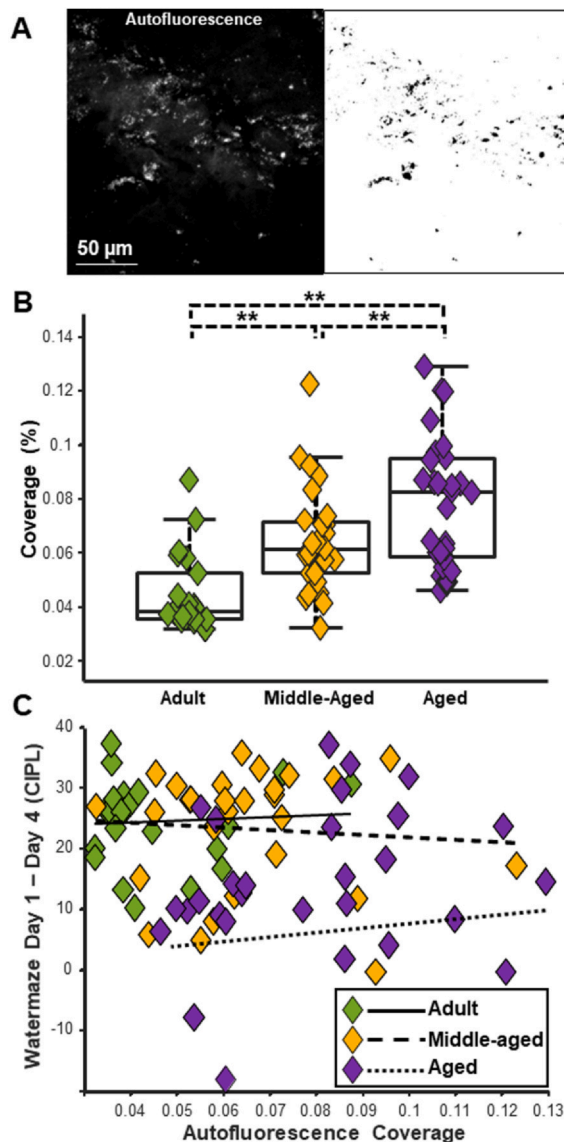 A
Autofluorescence
50 µm
B
**
** **
0.14
0.12
0.1
0.08
0.06
0.04
0.02
Coverage (%)
Adult Middle-Aged Aged
C
40
30
20
10
0
-10
Watermaze Day 1 – Day 4 (CIPL)
Adult
Middle-aged
Aged
0.04 0.05 0.06 0.07 0.08 0.09 0.1 0.11 0.12 0.13
Autofluorescence Coverage